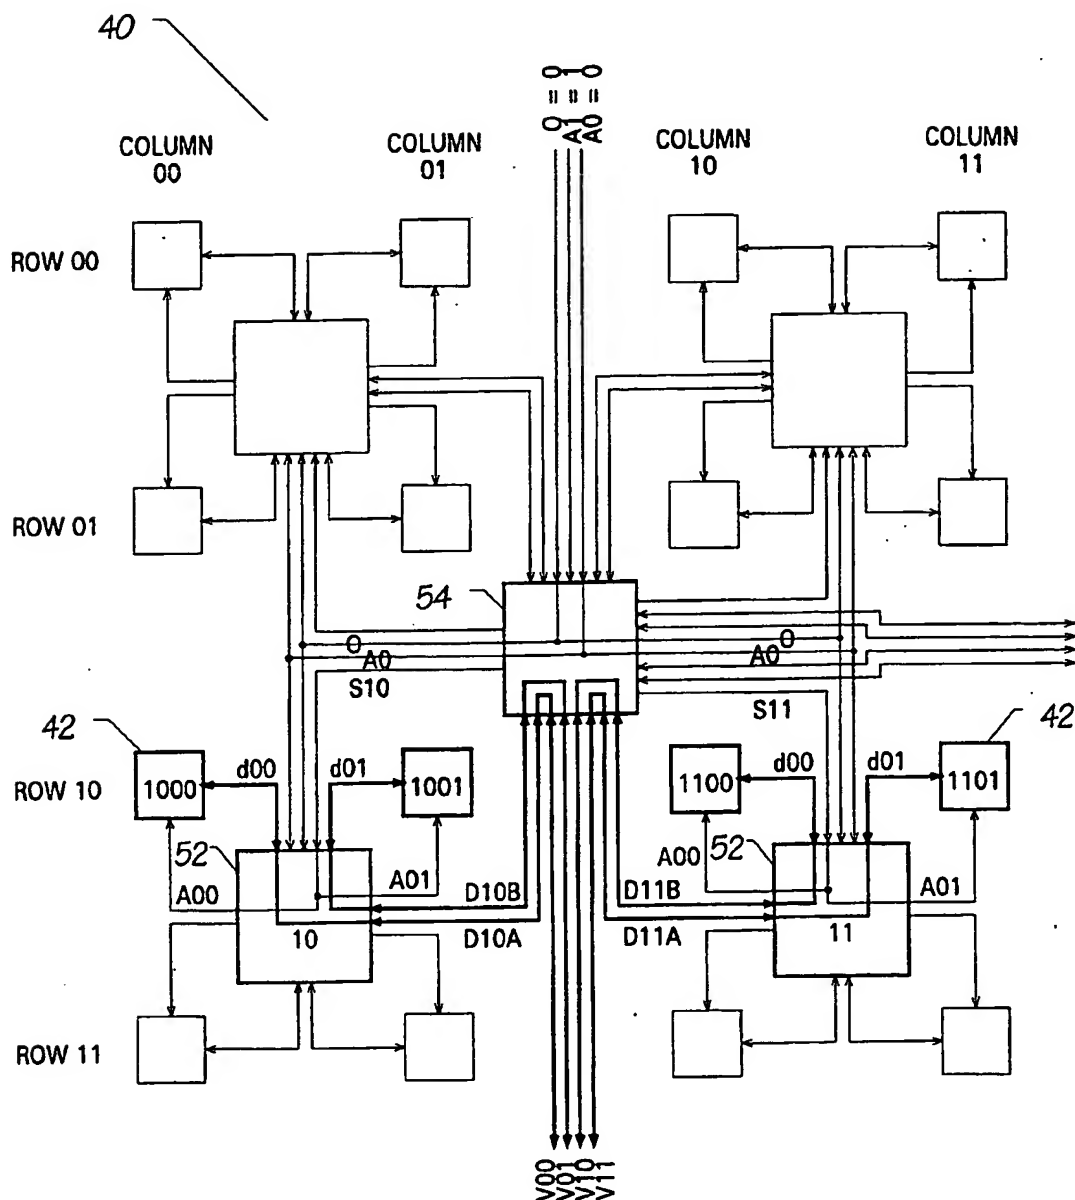 40
O = 0
A1 = 1
A0 = 0
COLUMN 00
COLUMN 01
COLUMN 10
COLUMN 11
ROW 00
ROW 01
54
O
A0
S10
A0
O
S11
42
42
ROW 10
1000
d00
d01
1001
1100
d00
d01
1101
52
A00
A01
10
D10B
D10A
A00
52
D11B
D11A
11
A01
ROW 11
V00
V01
V10
V11